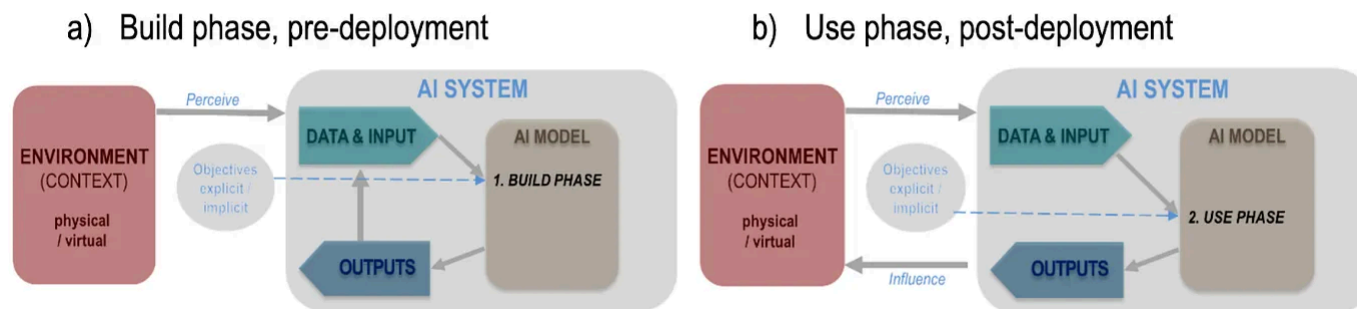 a) Build phase, pre-deployment
AI SYSTEM
Perceive
DATA & INPUT
AI MODEL
ENVIRONMENT
(CONTEXT)
physical
/ virtual
Objectives
explicit /
implicit
1. BUILD PHASE
OUTPUTS
b) Use phase, post-deployment
AI SYSTEM
Perceive
DATA & INPUT
AI MODEL
ENVIRONMENT
(CONTEXT)
physical
/ virtual
Objectives
explicit /
implicit
2. USE PHASE
OUTPUTS
Influence